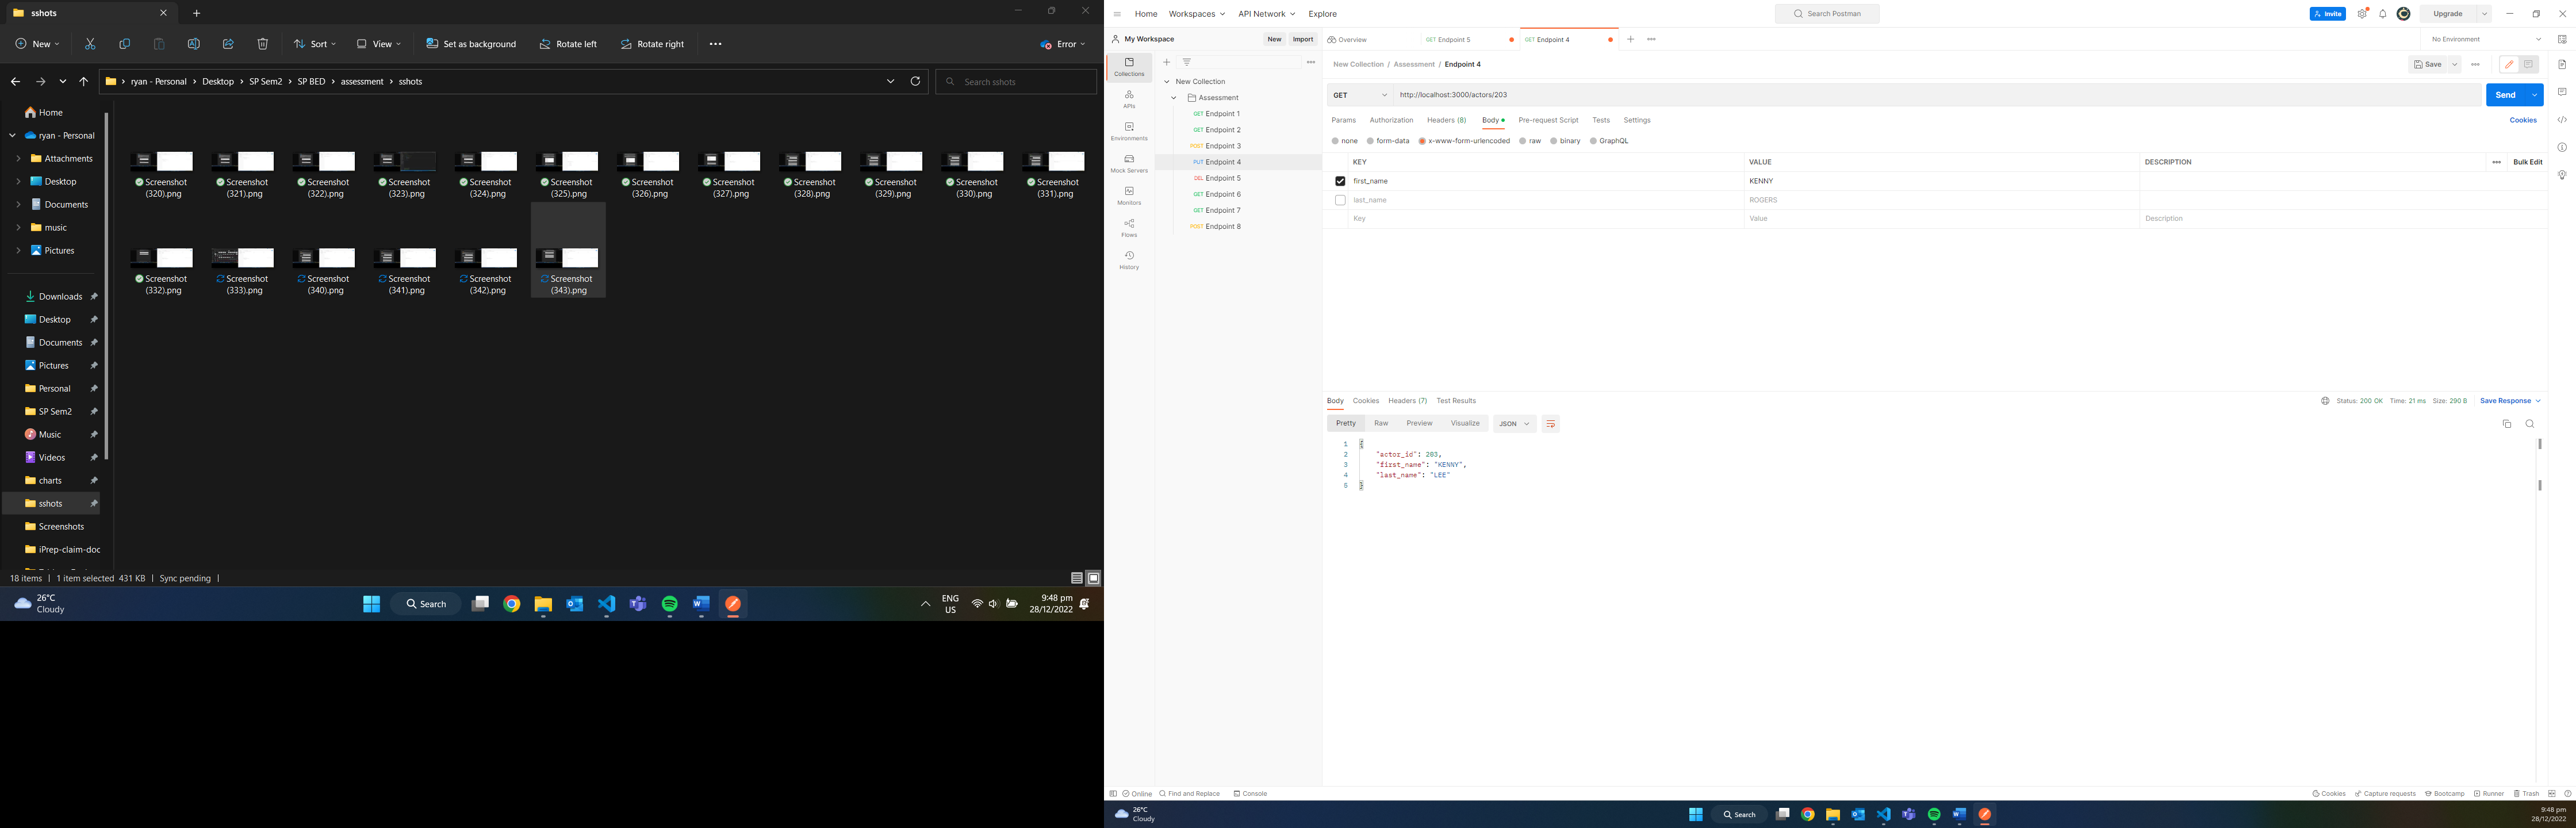 sshots
New
Sort
View
Set as background
Rotate left
Rotate right
Error
ryan - Personal > Desktop > SP Sem2 > SP BED > assessment > sshots
Search sshots
Home
ryan - Personal
Attachments
Desktop
Documents
music
Pictures
Downloads
Desktop
Documents
Pictures
Personal
SP Sem2
Music
Videos
charts
sshots
Screenshots
iPrep-claim-doc
Screenshot (320).png
Screenshot (321).png
Screenshot (322).png
Screenshot (323).png
Screenshot (324).png
Screenshot (325).png
Screenshot (326).png
Screenshot (327).png
Screenshot (328).png
Screenshot (329).png
Screenshot (330).png
Screenshot (331).png
Screenshot (332).png
Screenshot (333).png
Screenshot (340).png
Screenshot (341).png
Screenshot (342).png
Screenshot (343).png
18 items | 1 item selected 431 KB | Sync pending |
26°C
Cloudy
Search
ENG
US
9:48 pm
28/12/2022
Home Workspaces API Network Explore
Search Postman
Invite
Upgrade
My Workspace
New Import
Overview
GET Endpoint 5
GET Endpoint 4
No Environment
Collections
APIs
Environments
Mock Servers
Monitors
Flows
History
New Collection
Assessment
GET Endpoint 1
GET Endpoint 2
POST Endpoint 3
PUT Endpoint 4
DEL Endpoint 5
GET Endpoint 6
GET Endpoint 7
POST Endpoint 8
New Collection / Assessment / Endpoint 4
Save
GET http://localhost:3000/actors/203
Send
Params Authorization Headers (8) Body Pre-request Script Tests Settings
Cookies
none form-data x-www-form-urlencoded raw binary GraphQL
KEY VALUE DESCRIPTION
Bulk Edit
first_name KENNY
last_name ROGERS
Key Value Description
Body Cookies Headers (7) Test Results
Status: 200 OK Time: 21 ms Size: 290 B
Save Response
Pretty Raw Preview Visualize JSON
1 {
2 "actor_id": 203,
3 "first_name": "KENNY",
4 "last_name": "LEE"
5 }
Online Find and Replace Console
Cookies Capture requests Bootcamp Runner Trash
26°C
Cloudy
Search
9:48 pm
28/12/2022